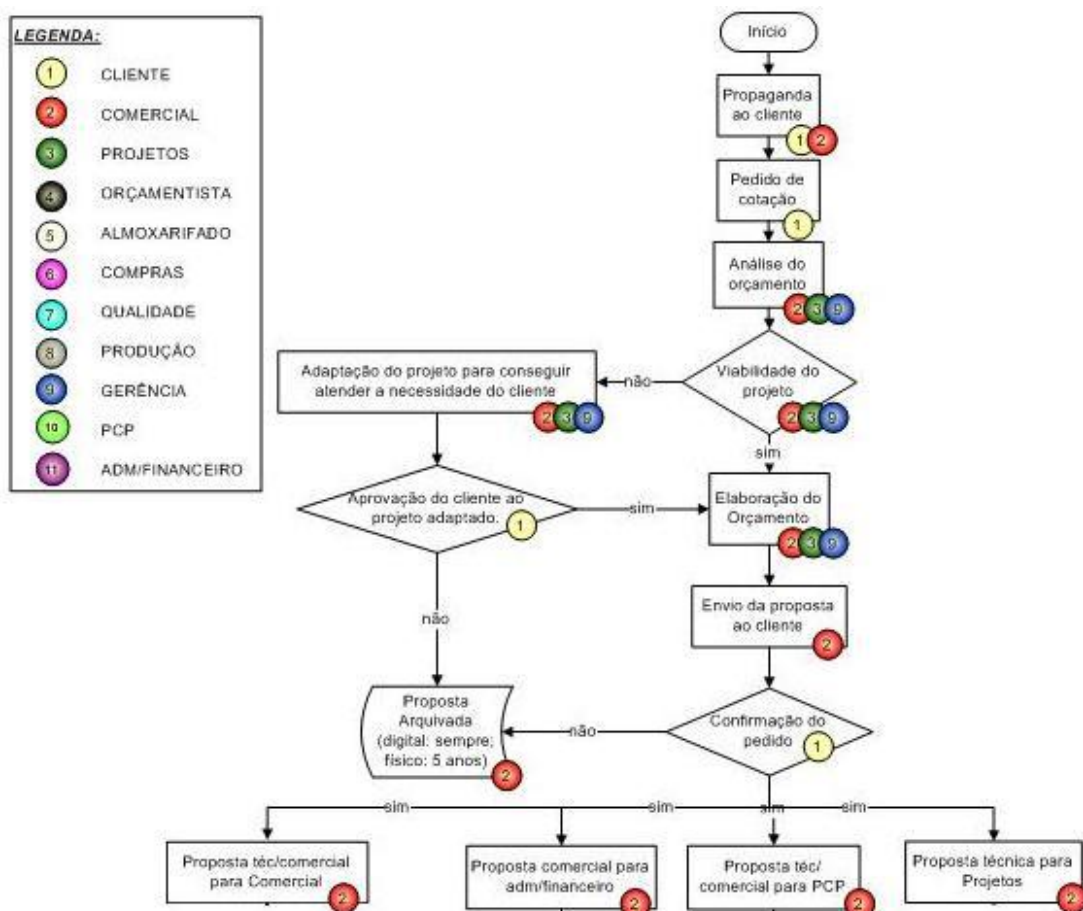 LEGENDA:
1 CLIENTE
2 COMERCIAL
3 PROJETOS
4 ORÇAMENTISTA
5 ALMOXARIFADO
6 COMPRAS
7 QUALIDADE
8 PRODUÇÃO
9 GERÊNCIA
10 PCP
11 ADM/FINANCEIRO
Início
Propaganda
ao cliente
1 2
Pedido de
cotação
1
Análise do
orçamento
2 3 9
Viabilidade do
projeto
2 3 9
não
sim
Adaptação do projeto para conseguir
atender a necessidade do cliente
2 3 9
Aprovação do cliente ao
projeto adaptado.
1
sim
não
Elaboração do
Orçamento
2 3 9
Envio da proposta
ao cliente
2
Confirmação do
pedido
1
não
Proposta
Arquivada
(digital: sempre;
físico: 5 anos)
2
sim
sim
sim
sim
Proposta téc/comercial
para Comercial
2
Proposta comercial para
adm/financeiro
2
Proposta téc/
comercial para PCP
2
Proposta técnica para
Projetos
2